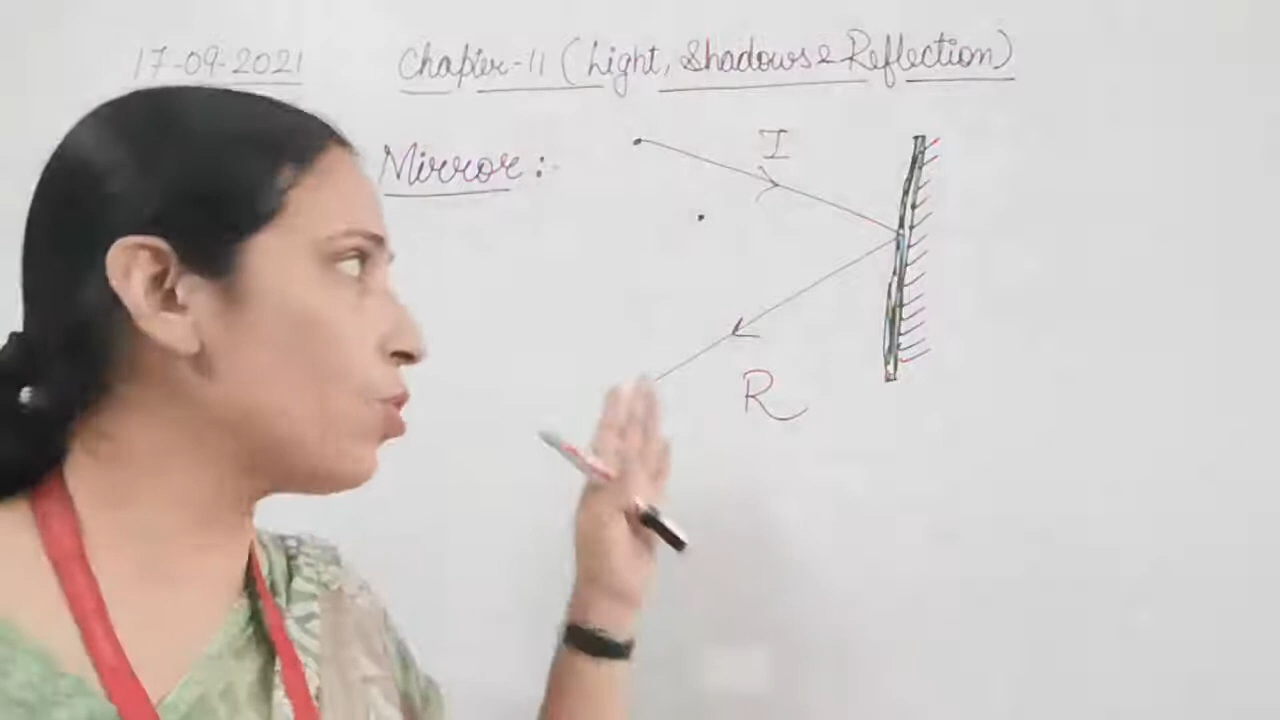 17-09-2021 Chapter-11 (Light, Shadows & Reflection)
Mirror :-
I
R